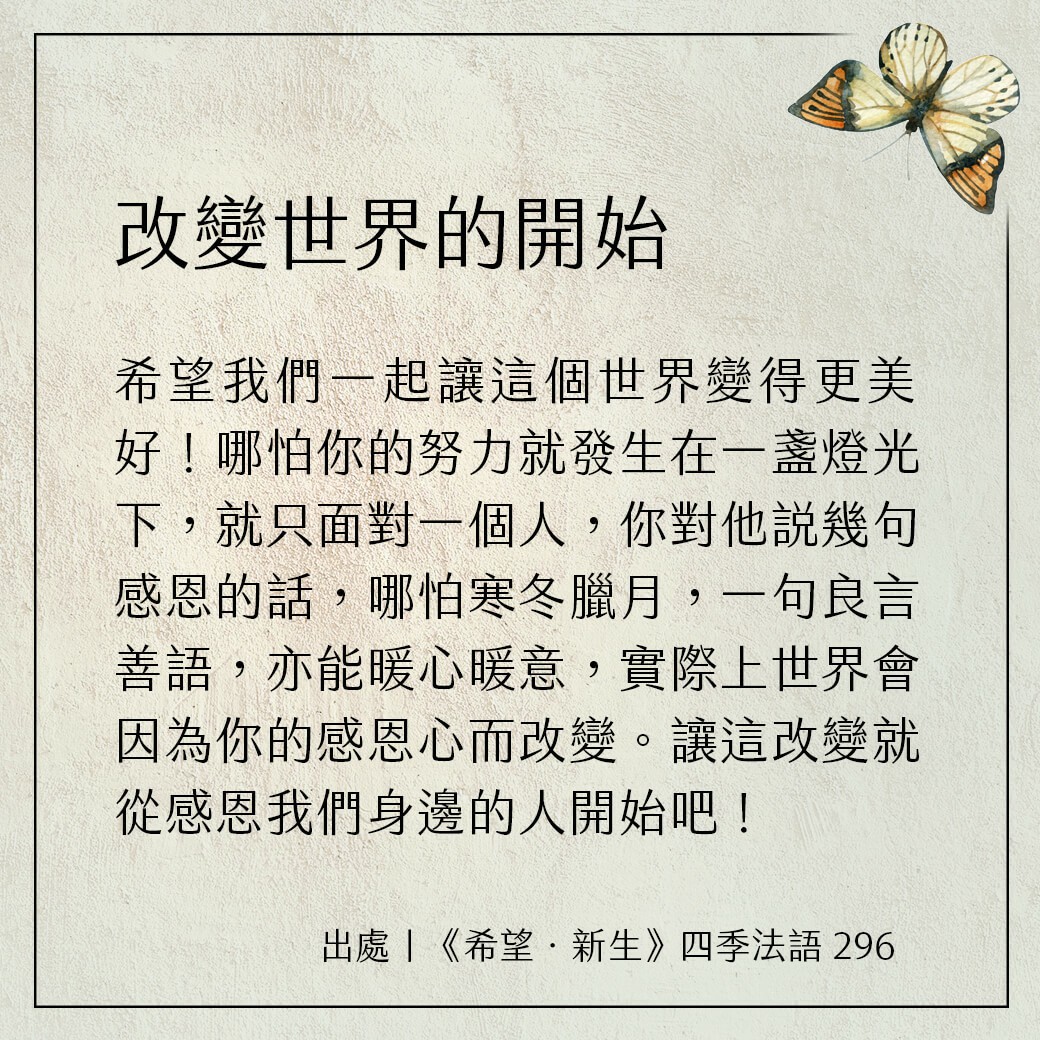 改變世界的開始
希望我們一起讓這個世界變得更美
好！哪怕你的努力就發生在一盞燈光
下，就只面對一個人，你對他説幾句
感恩的話，哪怕寒冬臘月，一句良言
善語，亦能暖心暖意，實際上世界會
因為你的感恩心而改變。讓這改變就
從感恩我們身邊的人開始吧！
出處｜《希望．新生》四季法語 296